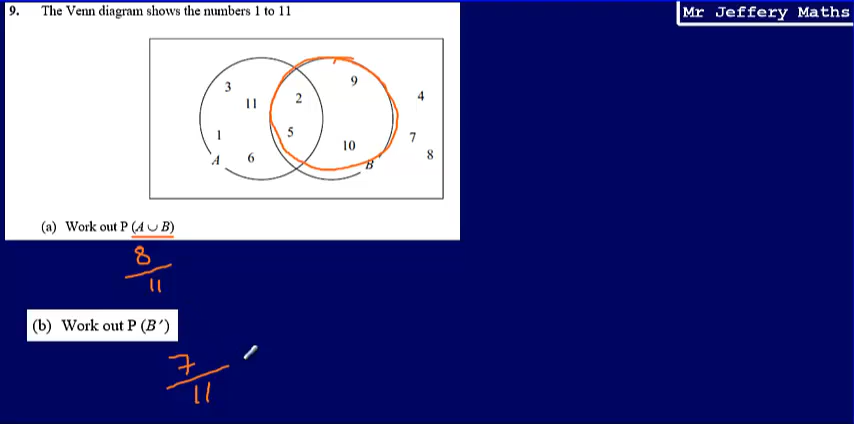 Mr Jeffery Maths
9. The Venn diagram shows the numbers 1 to 11
3
9
11
2
4
1
5
7
10
8
A
6
B
(a) Work out P (A ∪ B)
8
11
(b) Work out P (B′)
7
11